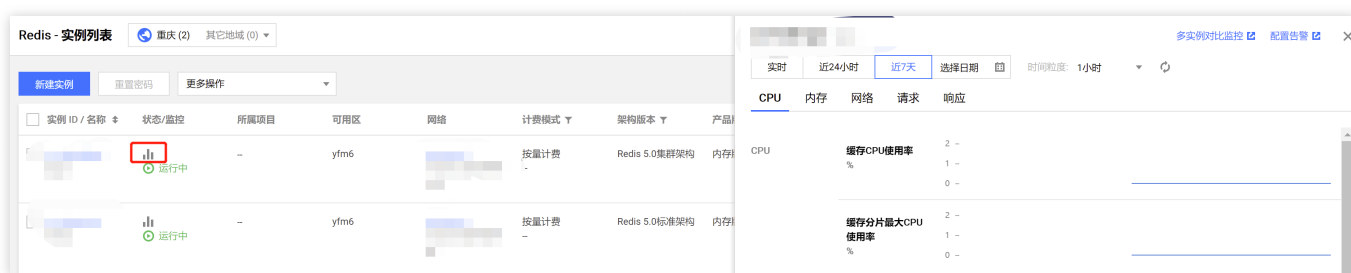 Redis - 实例列表 重庆 (2) 其它地域 (0)
新建实例 重置密码 更多操作
实例 ID / 名称 状态/监控 所属项目 可用区 网络 计费模式 架构版本 产品
-- yfm6 按量计费 Redis 5.0集群架构 内存
运行中 -
-- yfm6 按量计费 Redis 5.0标准架构 内存
运行中 --
多实例对比监控 配置告警
实时 近24小时 近7天 选择日期 时间粒度: 1小时
CPU 内存 网络 请求 响应
CPU 缓存CPU使用率 2
% 1
0
缓存分片最大CPU 2
使用率 1
% 0